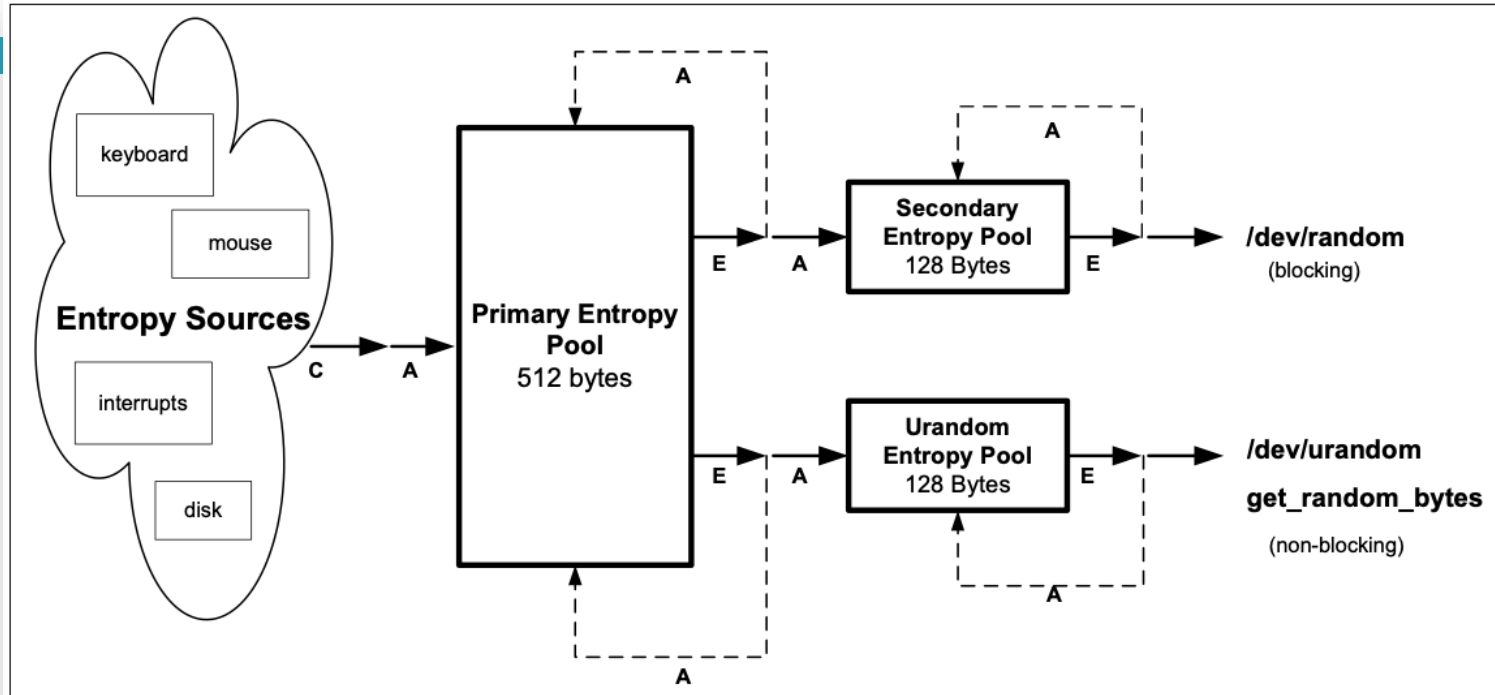 keyboard
mouse
Entropy Sources
interrupts
disk
C
A
A
Primary Entropy
Pool
512 bytes
A
E
A
Secondary
Entropy Pool
128 Bytes
A
E
/dev/random
(blocking)
E
A
A
Urandom
Entropy Pool
128 Bytes
E
A
/dev/urandom
get_random_bytes
(non-blocking)